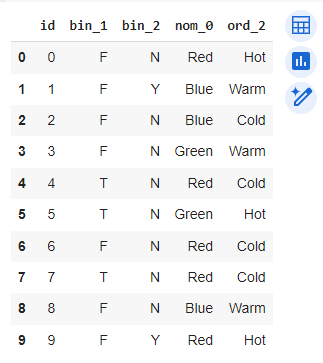 id bin_1 bin_2 nom_0 ord_2
0 0 F N Red Hot
1 1 F Y Blue Warm
2 2 F N Blue Cold
3 3 F N Green Warm
4 4 T N Red Cold
5 5 T N Green Hot
6 6 F N Red Cold
7 7 T N Red Cold
8 8 F N Blue Warm
9 9 F Y Red Hot